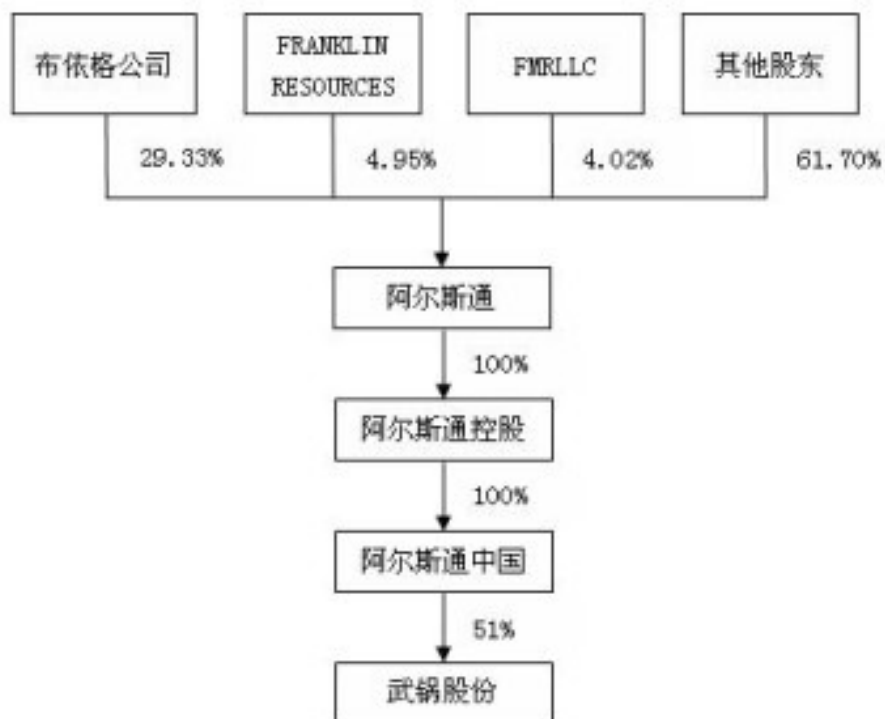 布依格公司
FRANKLIN
RESOURCES
FMRLLC
其他股东
29.33%
4.95%
4.02%
61.70%
阿尔斯通
100%
阿尔斯通控股
100%
阿尔斯通中国
51%
武锅股份